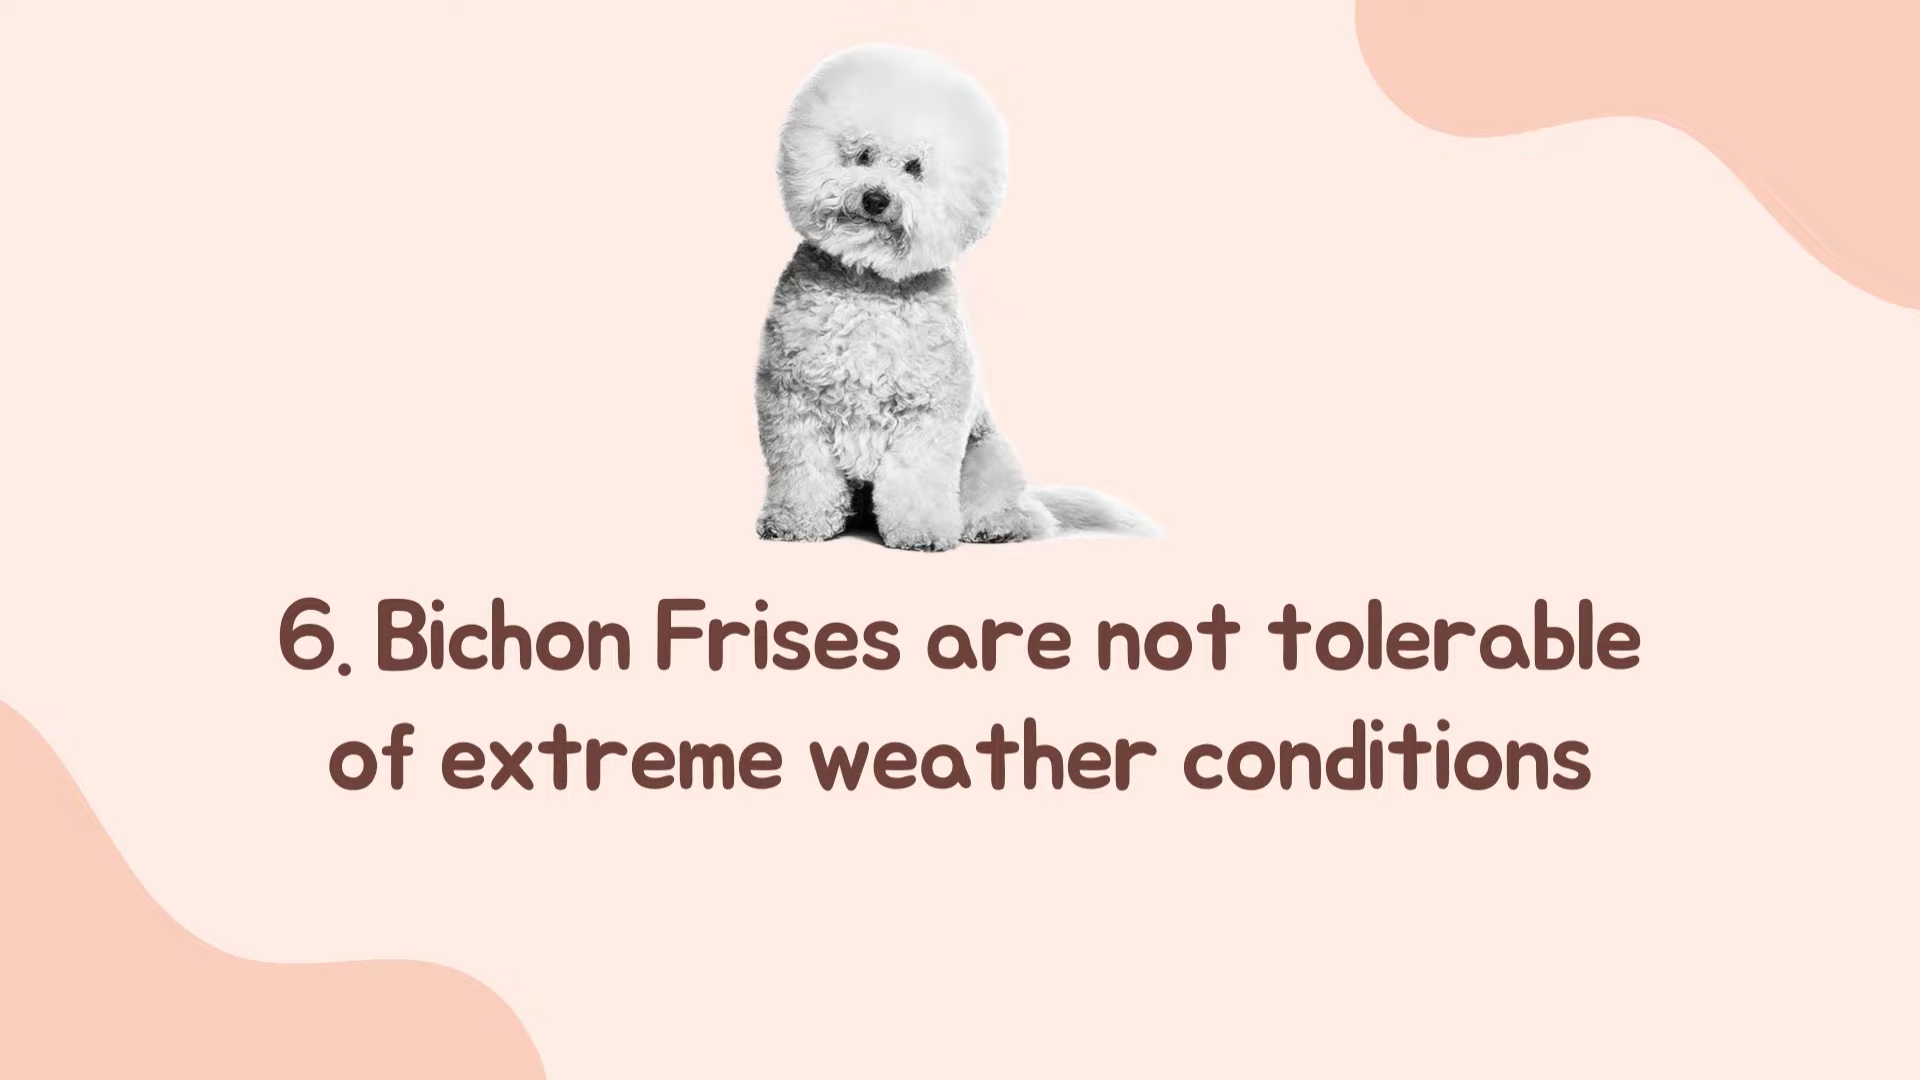 6. Bichon Frises are not tolerable
of extreme weather conditions